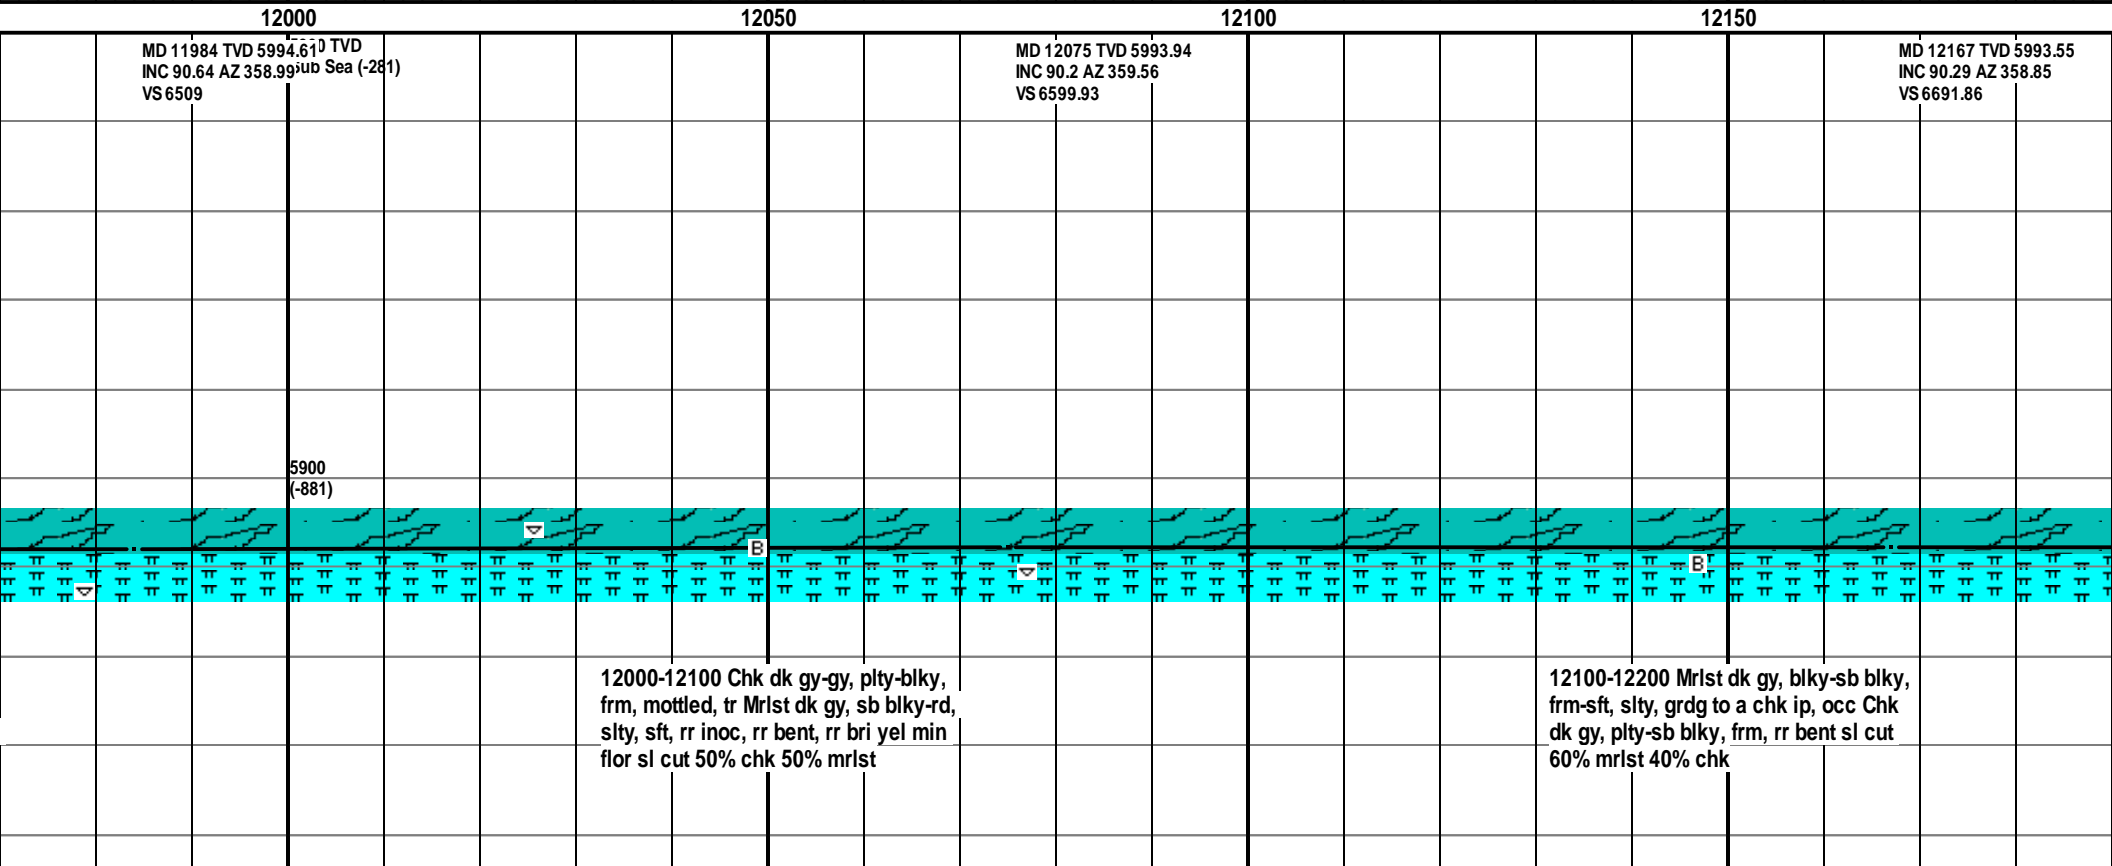 12000
12050
12100
12150
MD 11984 TVD 5994.61
INC 90.64 AZ 358.99
VS 6509
TVD
Sub Sea (-281)
MD 12075 TVD 5993.94
INC 90.2 AZ 359.56
VS 6599.93
MD 12167 TVD 5993.55
INC 90.29 AZ 358.85
VS 6691.86
5900
(-881)
B
B
12000-12100 Chk dk gy-gy, plty-blky,
frm, mottled, tr Mrlst dk gy, sb blky-rd,
slty, sft, rr inoc, rr bent, rr bri yel min
flor sl cut 50% chk 50% mrlst
12100-12200 Mrlst dk gy, blky-sb blky,
frm-sft, slty, grdg to a chk ip, occ Chk
dk gy, plty-sb blky, frm, rr bent sl cut
60% mrlst 40% chk